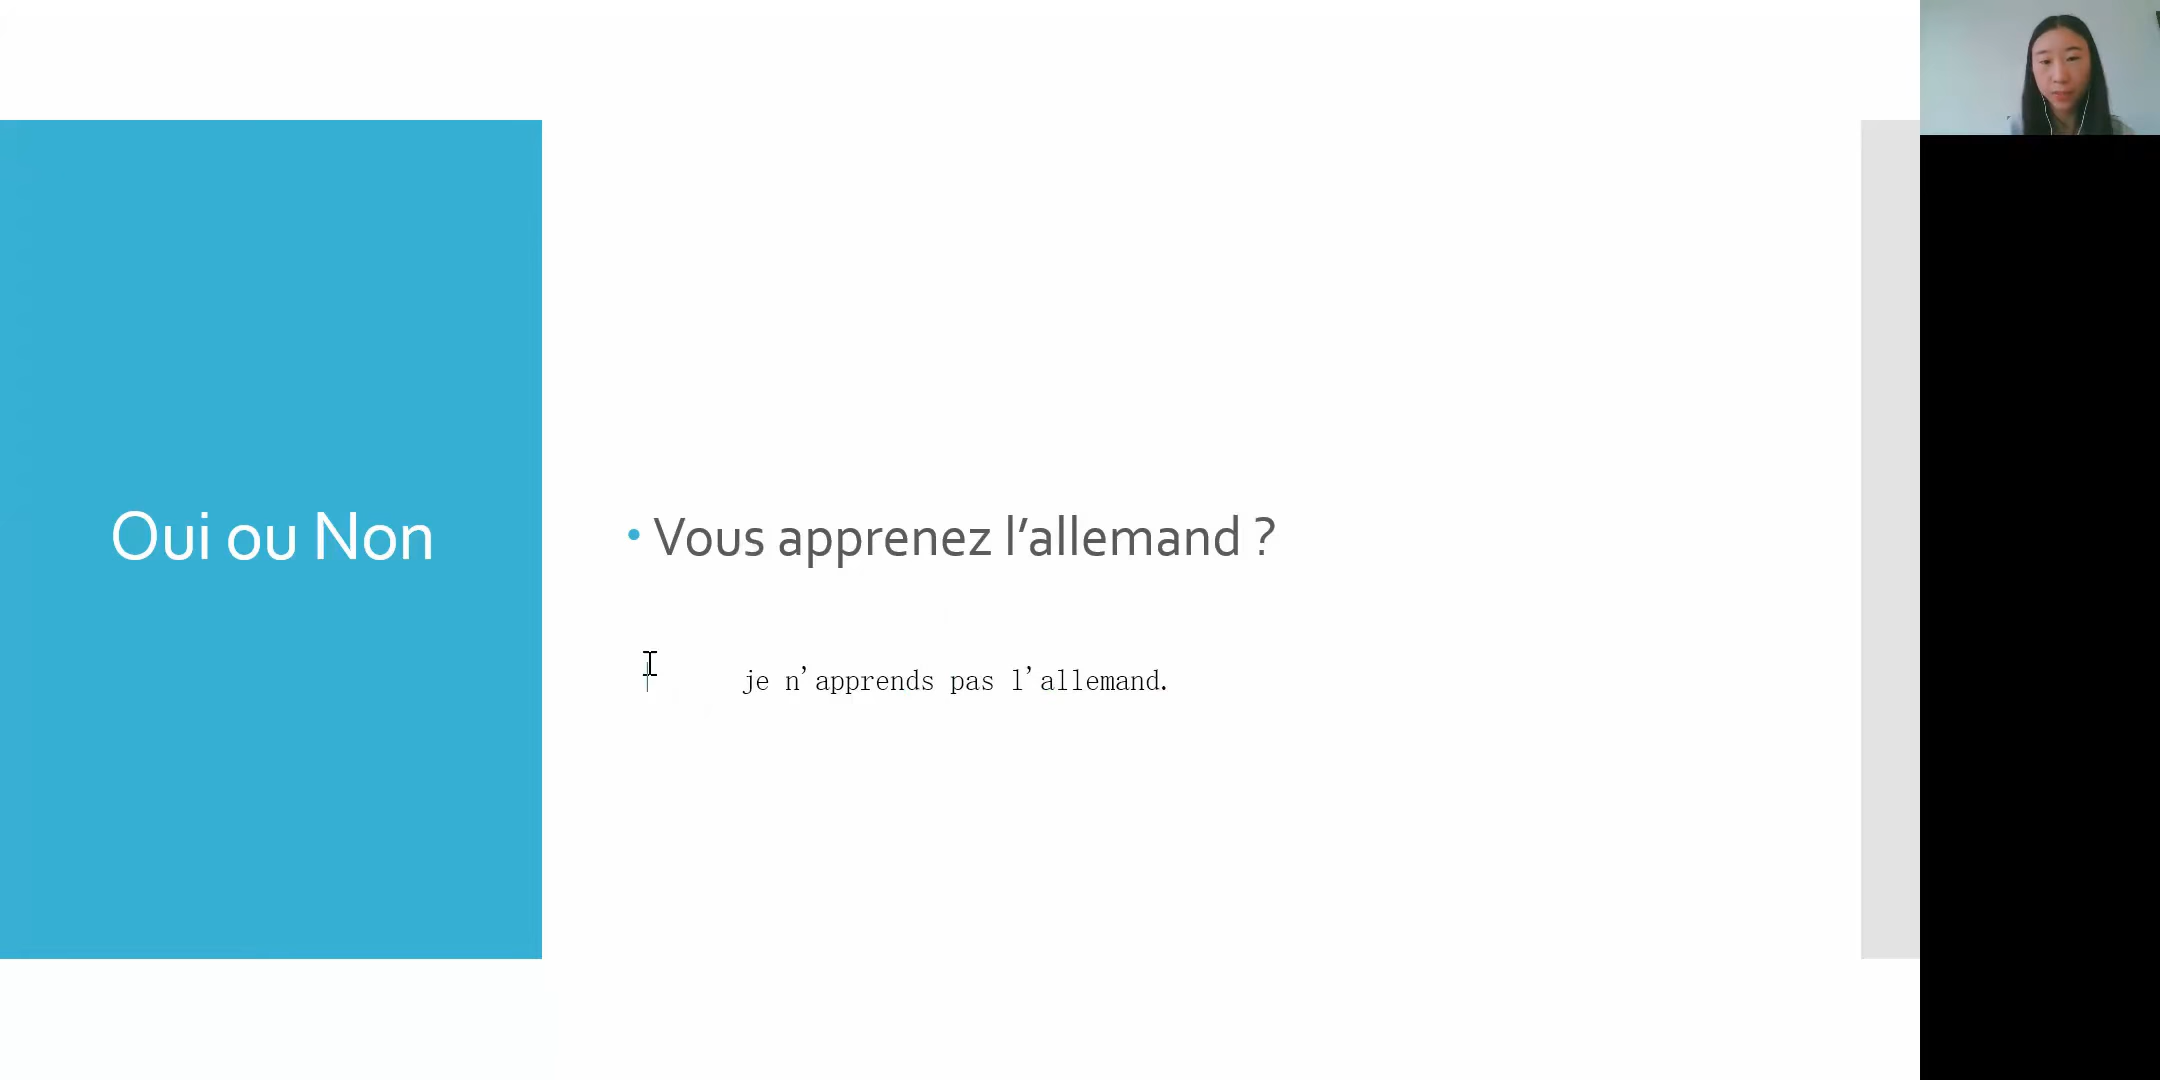 Oui ou Non
• Vous apprenez l’allemand ?
je n’apprends pas l’allemand.